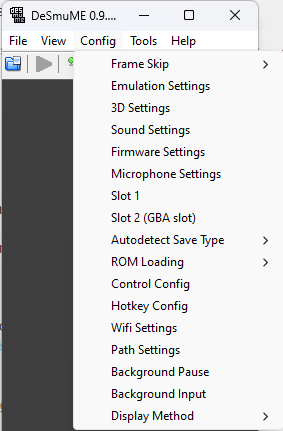 DeSmuME 0.9....
File View Config Tools Help
Frame Skip
Emulation Settings
3D Settings
Sound Settings
Firmware Settings
Microphone Settings
Slot 1
Slot 2 (GBA slot)
Autodetect Save Type
ROM Loading
Control Config
Hotkey Config
Wifi Settings
Path Settings
Background Pause
Background Input
Display Method